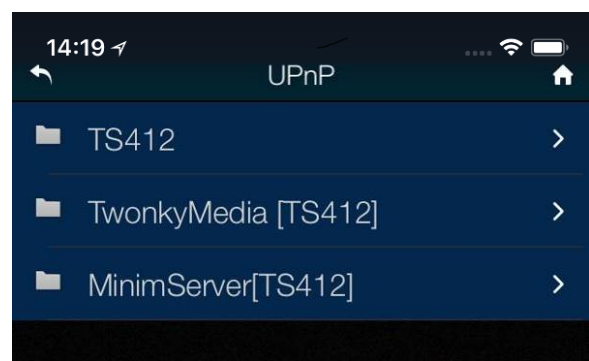 14:19
UPnP
TS412
TwonkyMedia [TS412]
MinimServer[TS412]